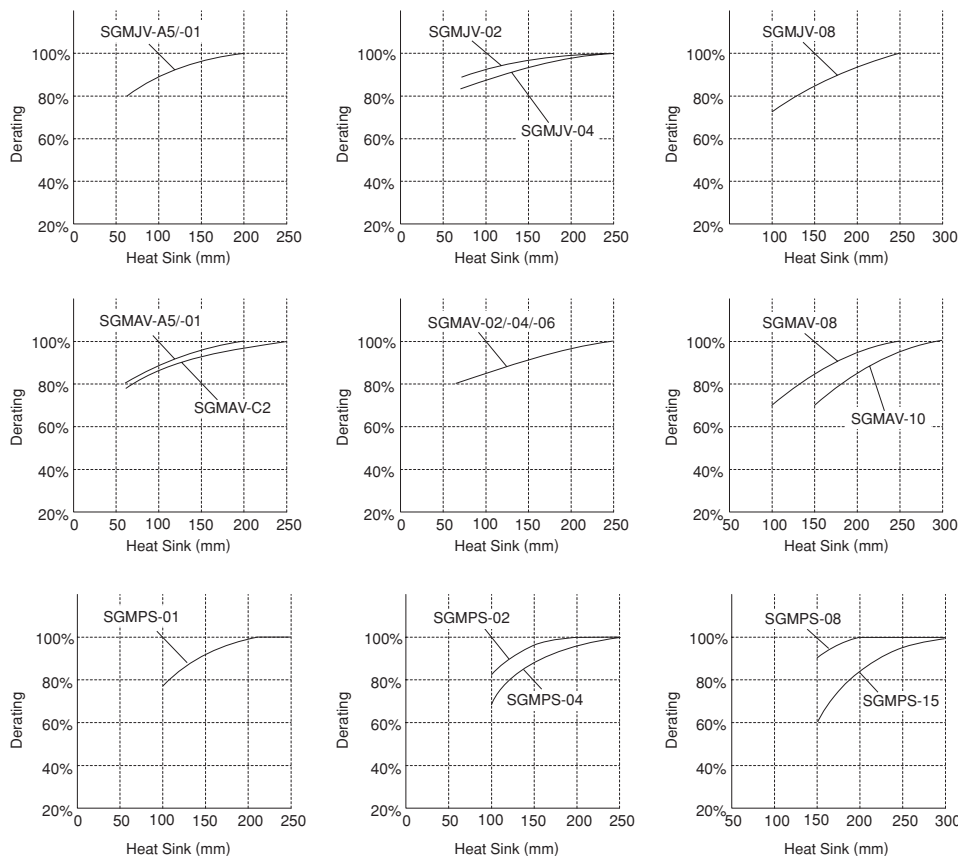 SGMJV-A5/-01
100%
80%
60%
40%
20%
Derating
0 50 100 150 200 250
Heat Sink (mm)
SGMJV-02
SGMJV-04
100%
80%
60%
40%
20%
Derating
0 50 100 150 200 250
Heat Sink (mm)
SGMJV-08
100%
80%
60%
40%
20%
Derating
100 150 200 250 300
Heat Sink (mm)
SGMAV-A5/-01
SGMAV-C2
100%
80%
60%
40%
20%
Derating
0 50 100 150 200 250
Heat Sink (mm)
SGMAV-02/-04/-06
100%
80%
60%
40%
20%
Derating
0 50 100 150 200 250
Heat Sink (mm)
SGMAV-08
SGMAV-10
100%
80%
60%
40%
20%
Derating
50 100 150 200 250 300
Heat Sink (mm)
SGMPS-01
100%
80%
60%
40%
20%
Derating
0 50 100 150 200 250
Heat Sink (mm)
SGMPS-02
SGMPS-04
100%
80%
60%
40%
20%
Derating
0 50 100 150 200 250
Heat Sink (mm)
SGMPS-08
SGMPS-15
100%
80%
60%
40%
20%
Derating
50 100 150 200 250 300
Heat Sink (mm)